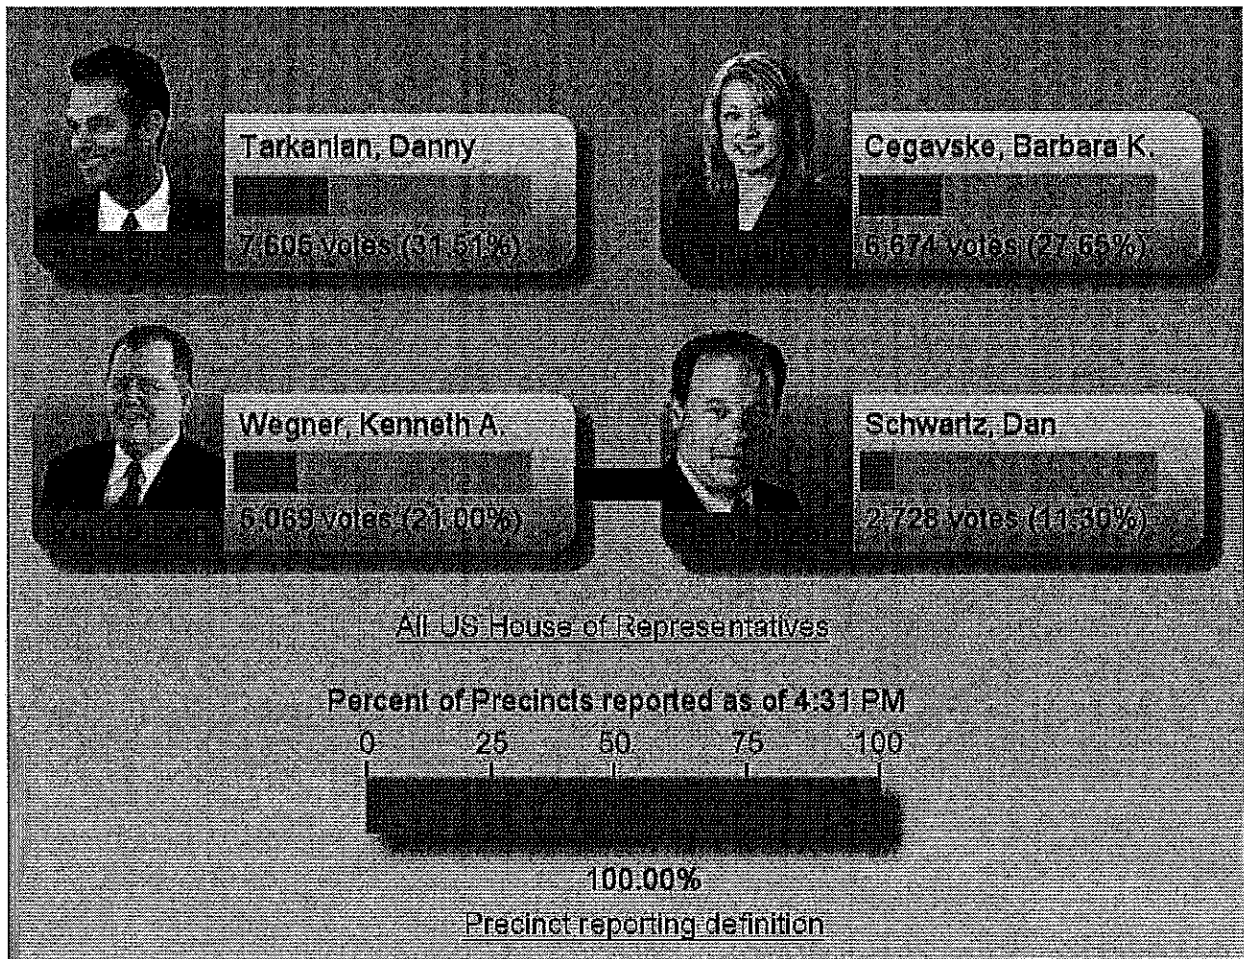 Tarkanian, Danny
7,605 votes (31.51%)
Cegavske, Barbara K.
6,674 votes (27.65%)
Wegner, Kenneth A.
5,069 votes (21.00%)
Schwartz, Dan
2,728 votes (11.30%)
All US House of Representatives
Percent of Precincts reported as of 4:31 PM
0 25 50 75 100
100.00%
Precinct reporting definition